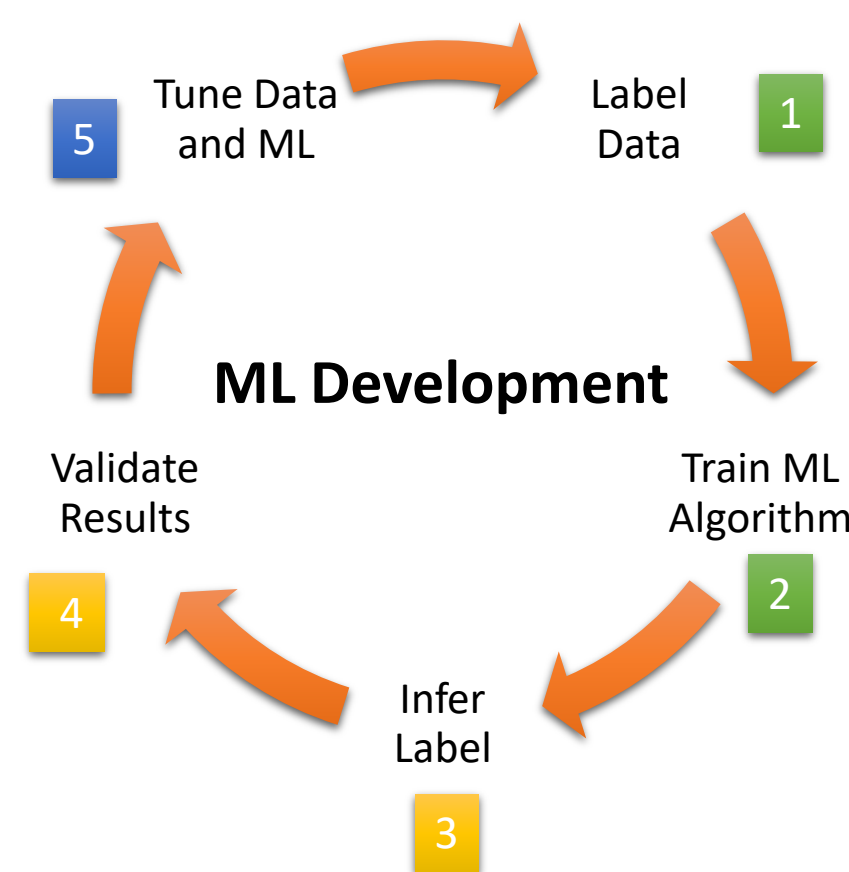 Tune Data
and ML
5
Label
Data
1
ML Development
Validate
Results
4
Train ML
Algorithm
2
Infer
Label
3